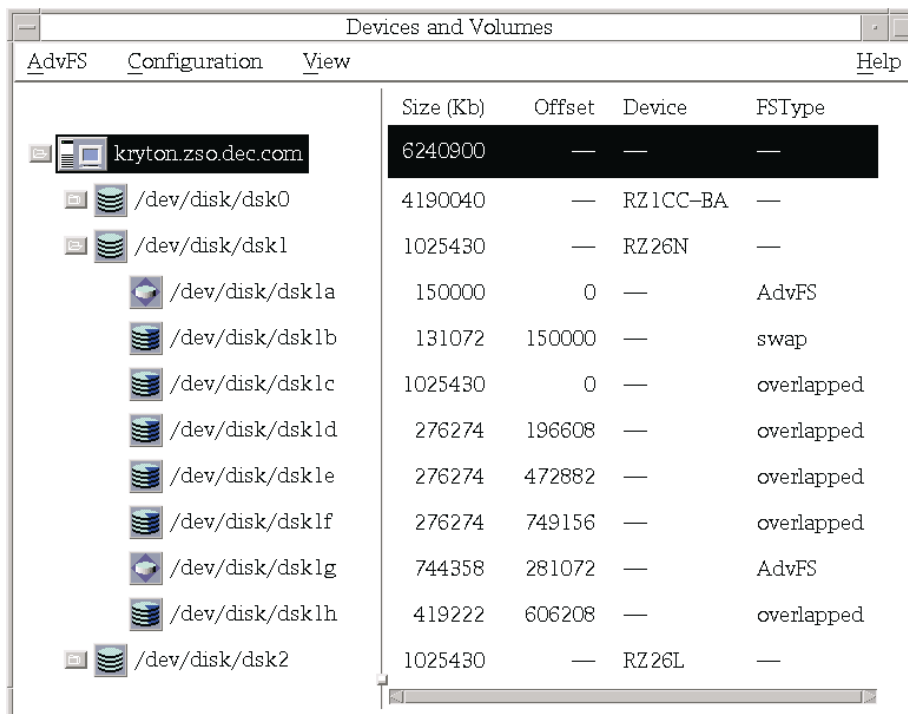 Devices and Volumes
AdvFS Configuration View Help
Size (Kb) Offset Device FSType
kryton.zso.dec.com 6240900 — — —
/dev/disk/dsk0 4190040 — RZ1CC-BA —
/dev/disk/dsk1 1025430 — RZ26N —
/dev/disk/dsk1a 150000 0 — AdvFS
/dev/disk/dsk1b 131072 150000 — swap
/dev/disk/dsk1c 1025430 0 — overlapped
/dev/disk/dsk1d 276274 196608 — overlapped
/dev/disk/dsk1e 276274 472882 — overlapped
/dev/disk/dsk1f 276274 749156 — overlapped
/dev/disk/dsk1g 744358 281072 — AdvFS
/dev/disk/dsk1h 419222 606208 — overlapped
/dev/disk/dsk2 1025430 — RZ26L —